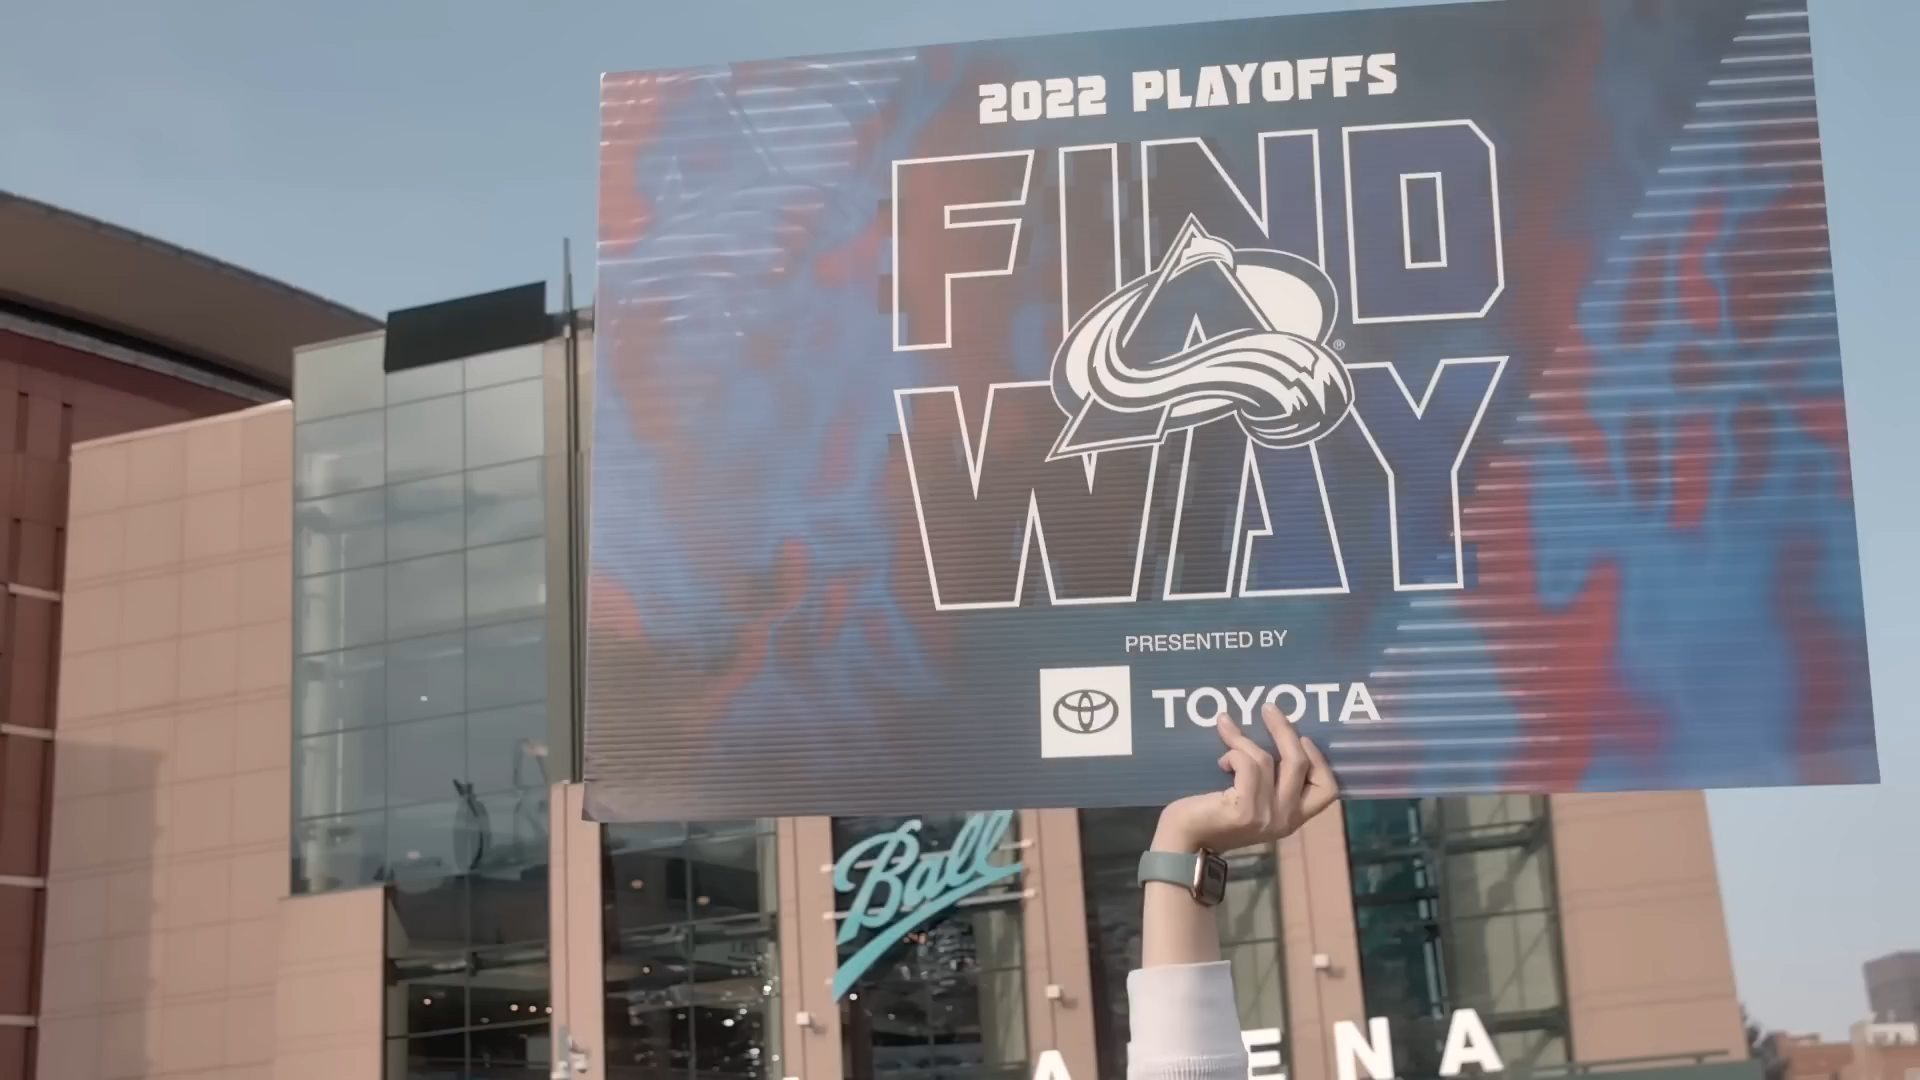 2022 PLAYOFFS
FIND
WAY
PRESENTED BY
TOYOTA
Ball
A ENA